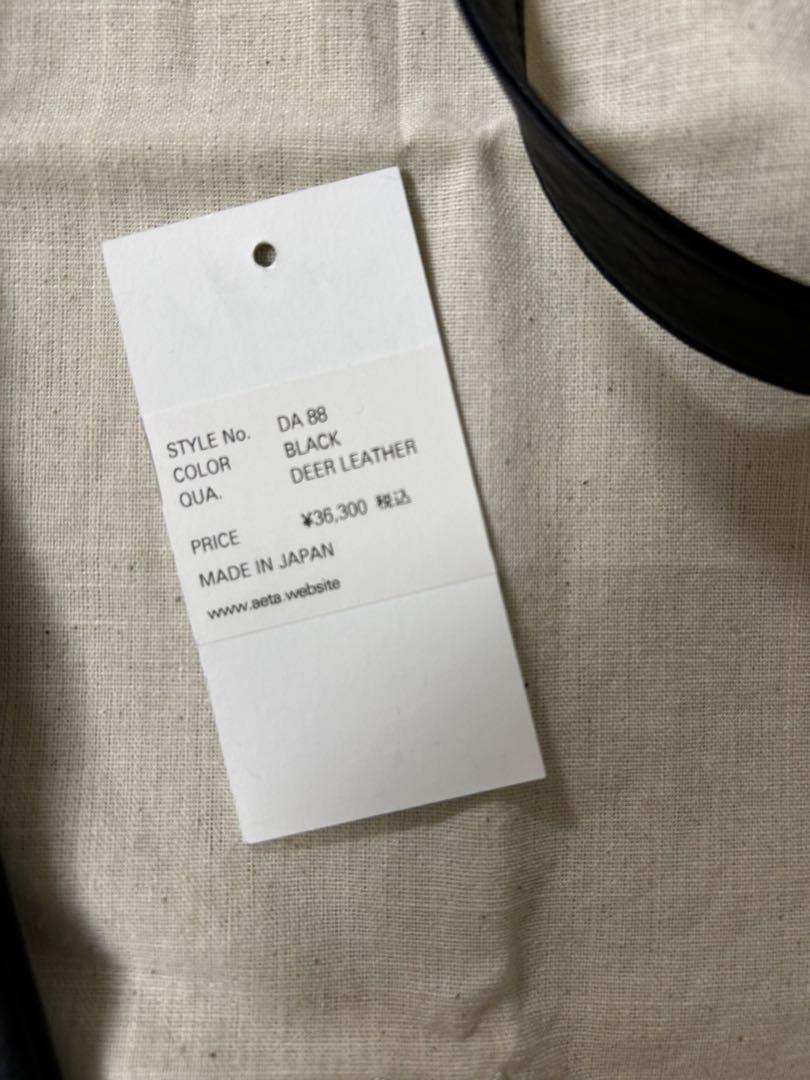 STYLE No. DA 88
COLOR BLACK
QUA. DEER LEATHER
PRICE ¥36,300 税込
MADE IN JAPAN
www.aeta.website